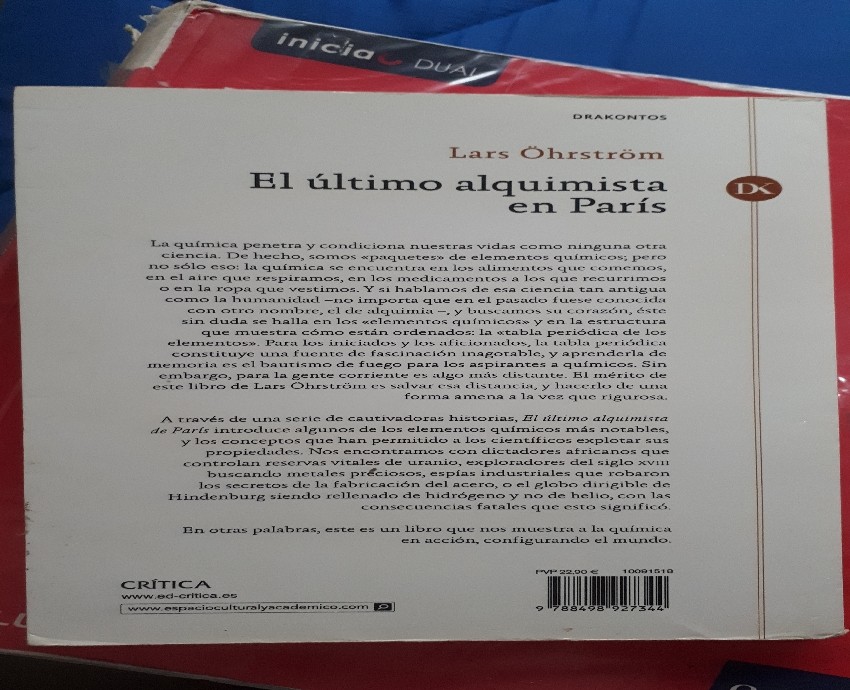 inicia DUAL
DRAKONTOS
Lars Öhrström
El último alquimista
en París
DK
La química penetra y condiciona nuestras vidas como ninguna otra
ciencia. De hecho, somos «paquetes» de elementos químicos; pero
no sólo eso: la química se encuentra en los alimentos que comemos,
en el aire que respiramos, en los medicamentos a los que recurrimos
o en la ropa que vestimos. Y si hablamos de esa ciencia tan antigua
como la humanidad –no importa que en el pasado fuese conocida
con otro nombre, el de alquimia–, y buscamos su corazón, éste
sin duda se halla en los «elementos químicos» y en la estructura
que muestra cómo están ordenados: la «tabla periódica de los
elementos». Para los iniciados y los aficionados, la tabla periódica
constituye una fuente de fascinación inagotable, y aprenderla de
memoria es el bautismo de fuego para los aspirantes a químicos. Sin
embargo, para la gente corriente es algo más distante. El mérito de
este libro de Lars Öhrström es salvar esa distancia, y hacerlo de una
forma amena a la vez que rigurosa.
A través de una serie de cautivadoras historias, El último alquimista
de París introduce algunos de los elementos químicos más notables,
y los conceptos que han permitido a los científicos explotar sus
propiedades. Nos encontramos con dictadores africanos que
controlan reservas vitales de uranio, exploradores del siglo XVIII
buscando metales preciosos, espías industriales que robaron
los secretos de la fabricación del acero, o el globo dirigible de
Hindenburg siendo rellenado de hidrógeno y no de helio, con las
consecuencias fatales que esto significó.
En otras palabras, este es un libro que nos muestra a la química
en acción, configurando el mundo.
CRÍTICA
www.ed-critica.es
www.espacioculturalyacademico.com
PVP 22,90 € 10091518
9 788498 927344